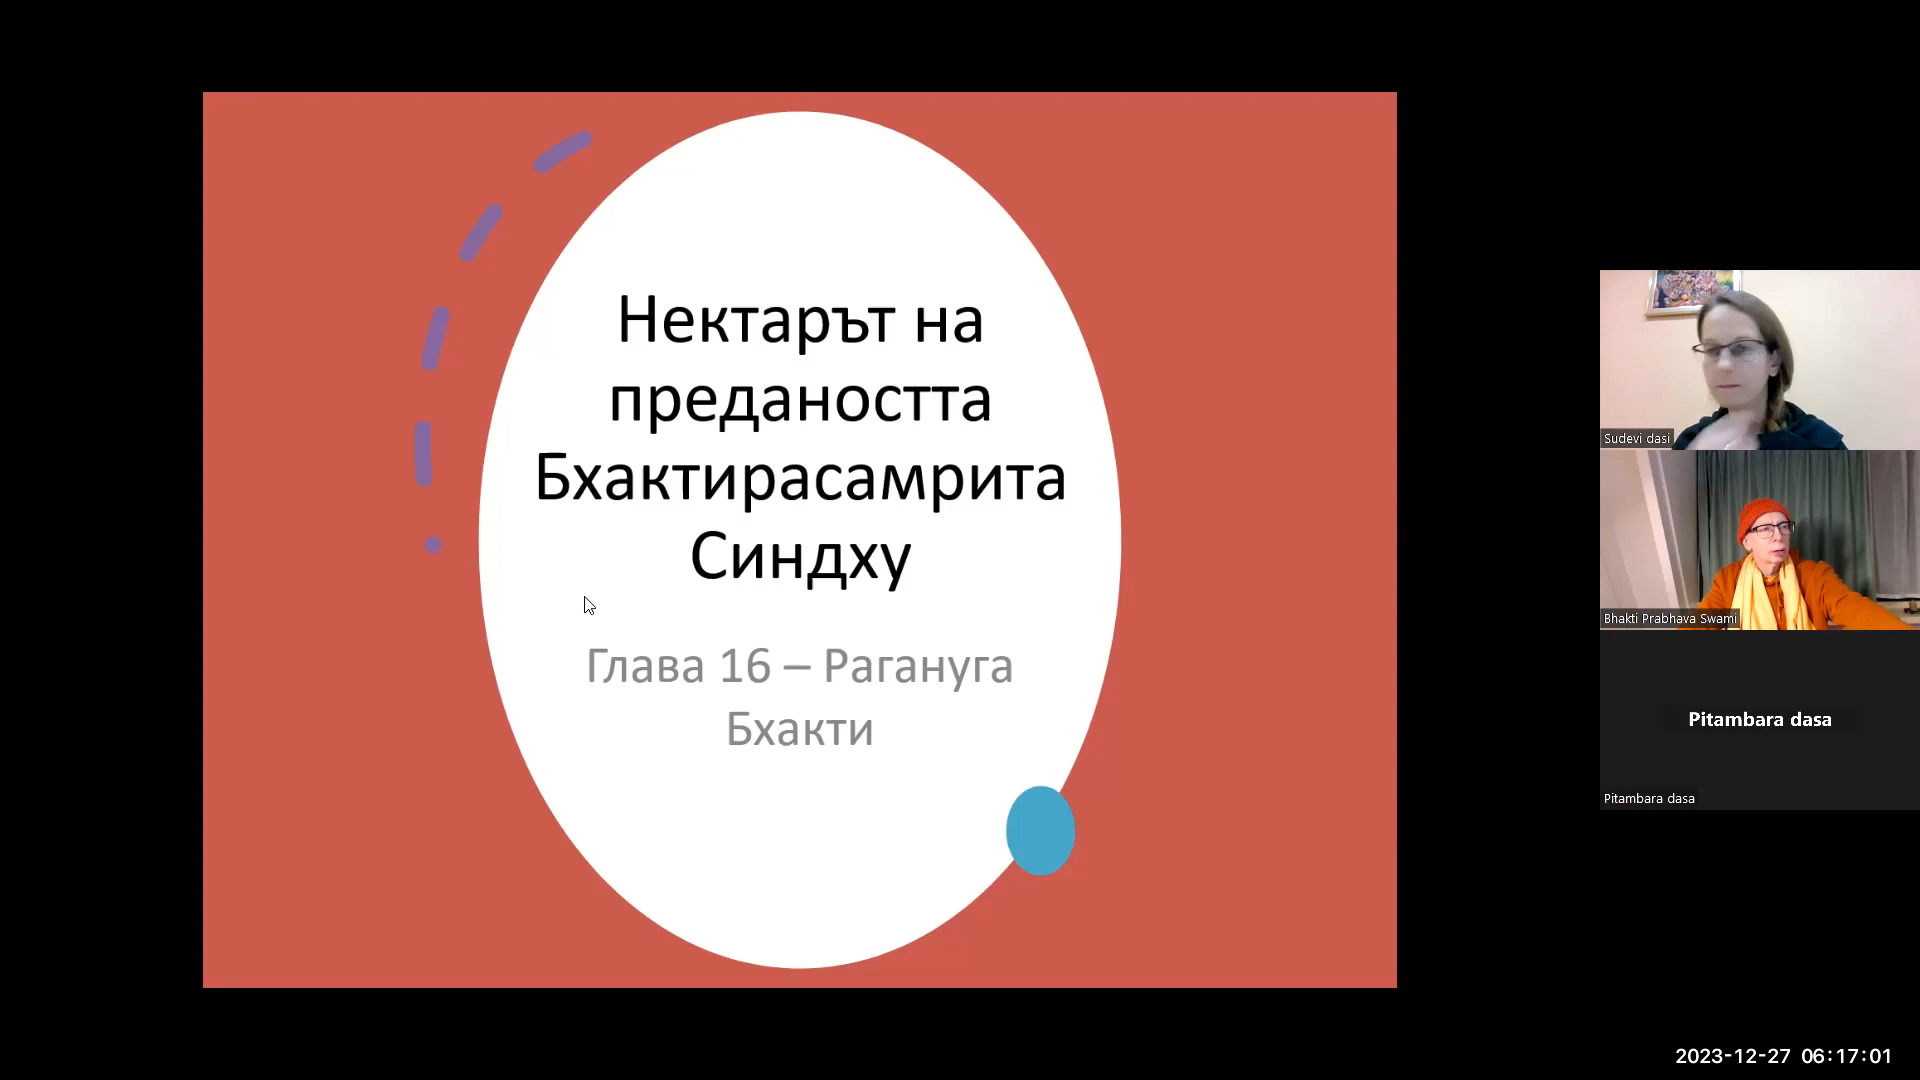 Нектарът на
предаността
Бхактирасамрита
Синдху
Глава 16 – Рагануга
Бхакти
Sudevi dasi
Bhakti Prabhava Swami
Pitambara dasa
Pitambara dasa
2023-12-27 06:17:01